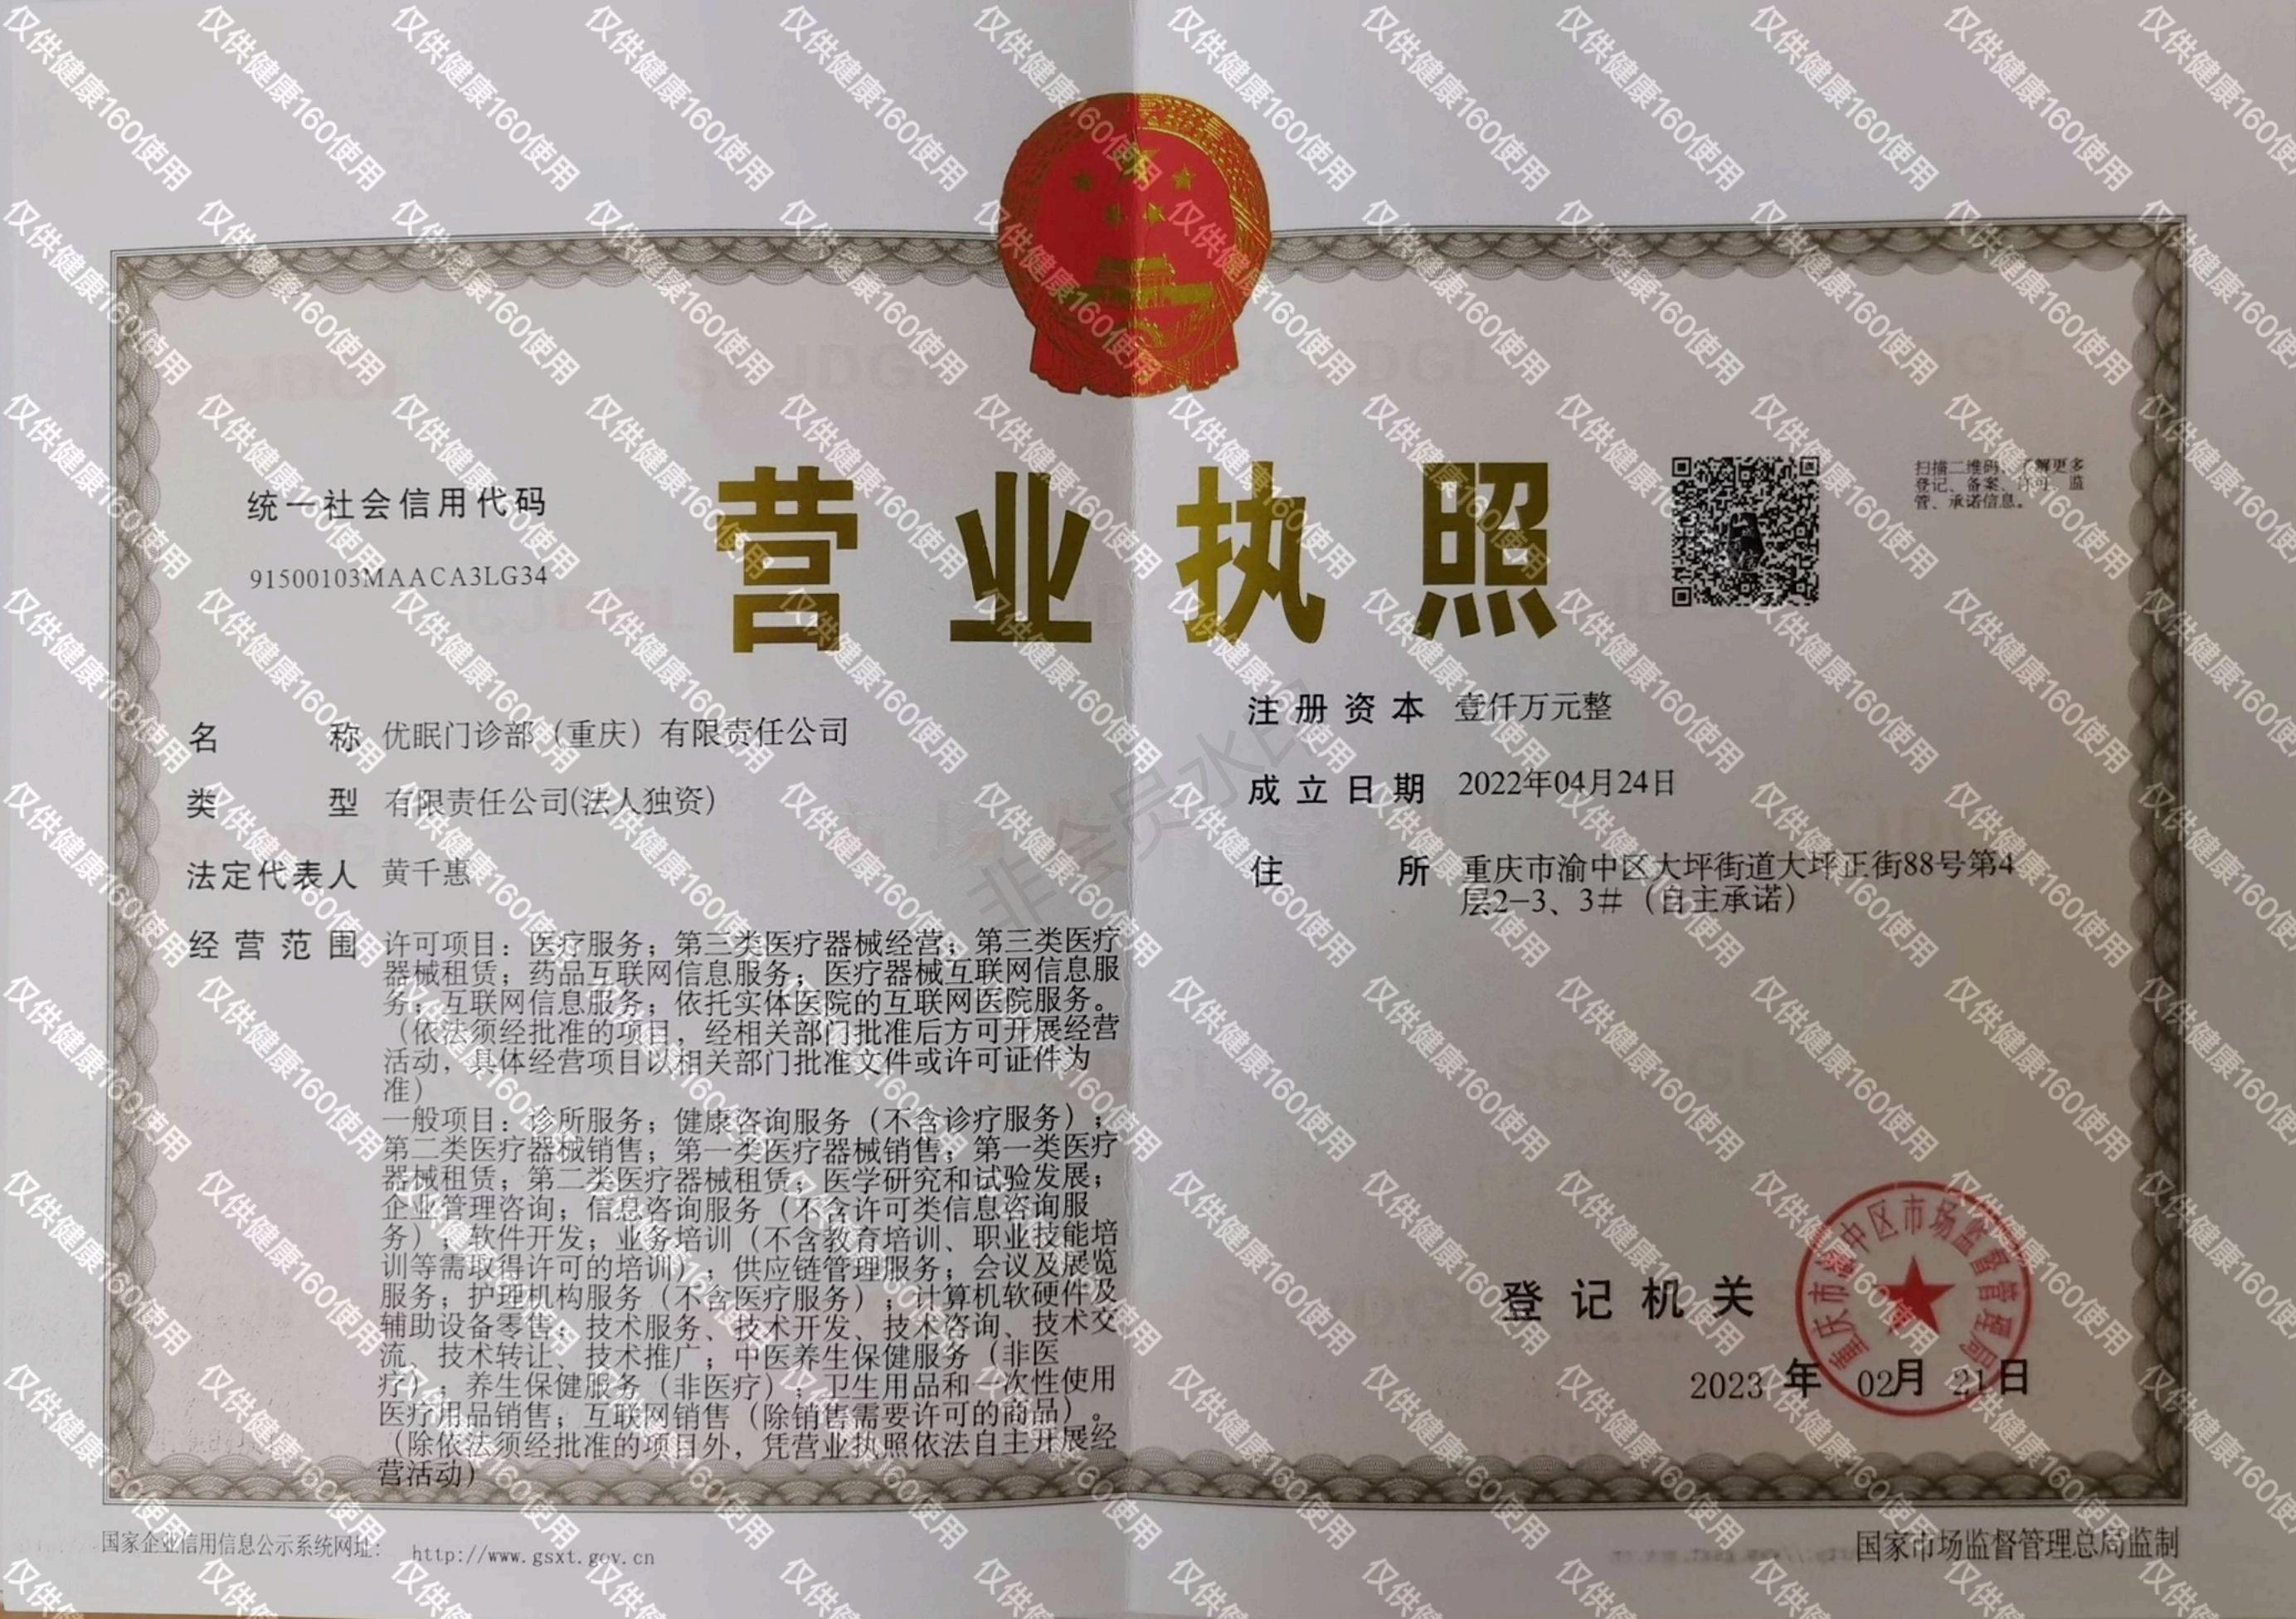 营业执照
统一社会信用代码
91500103MAACA3LG34
扫描二维码、了解更多
登记、备案、许可、监
管、承诺信息。
名称 优眠门诊部（重庆）有限责任公司
类型 有限责任公司(法人独资)
法定代表人 黄千惠
经营范围 许可项目：医疗服务；第三类医疗器械经营；第三类医疗
器械租赁；药品互联网信息服务；医疗器械互联网信息服
务；互联网信息服务；依托实体医院的互联网医院服务。
（依法须经批准的项目，经相关部门批准后方可开展经营
活动，具体经营项目以相关部门批准文件或许可证件为
准）
一般项目：诊所服务；健康咨询服务（不含诊疗服务）；
第二类医疗器械销售；第一类医疗器械销售；第一类医疗
器械租赁；第二类医疗器械租赁；医学研究和试验发展；
企业管理咨询；信息咨询服务（不含许可类信息咨询服
务）；软件开发；业务培训（不含教育培训、职业技能培
训等需取得许可的培训）；供应链管理服务；会议及展览
服务；护理机构服务（不含医疗服务）；计算机软硬件及
辅助设备零售；技术服务、技术开发、技术咨询、技术交
流、技术转让、技术推广；中医养生保健服务（非医
疗）；养生保健服务（非医疗）；卫生用品和一次性使用
医疗用品销售；互联网销售（除销售需要许可的商品）。
（除依法须经批准的项目外，凭营业执照依法自主开展经
营活动）
注册资本 壹仟万元整
成立日期 2022年04月24日
住所 重庆市渝中区大坪街道大坪正街88号第4
层2-3、3#（自主承诺）
登记机关
重庆市渝中区市场监督管理局
2023年02月21日
国家企业信用信息公示系统网址： http://www.gsxt.gov.cn
国家市场监督管理总局监制
仅供健康160使用
非会员水印
SCJDGL